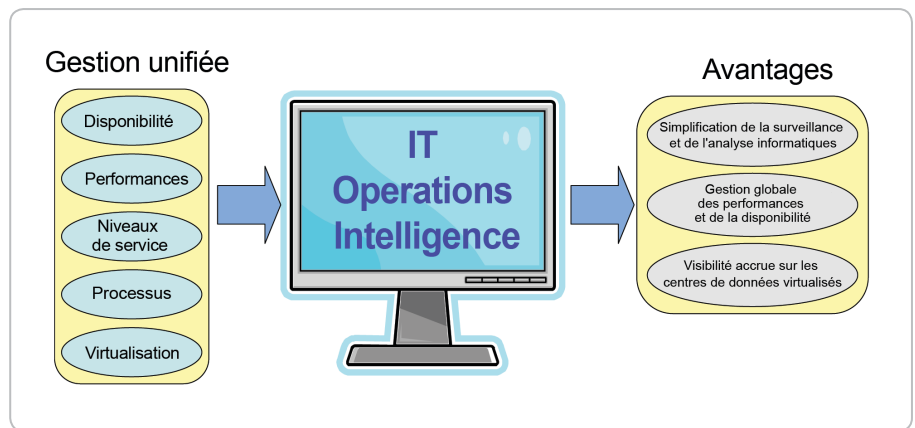 Gestion unifiée
Disponibilité
Performances
Niveaux
de service
Processus
Virtualisation
IT
Operations
Intelligence
Avantages
Simplification de la surveillance
et de l'analyse informatiques
Gestion globale
des performances
et de la disponibilité
Visibilité accrue sur les
centres de données virtualisés